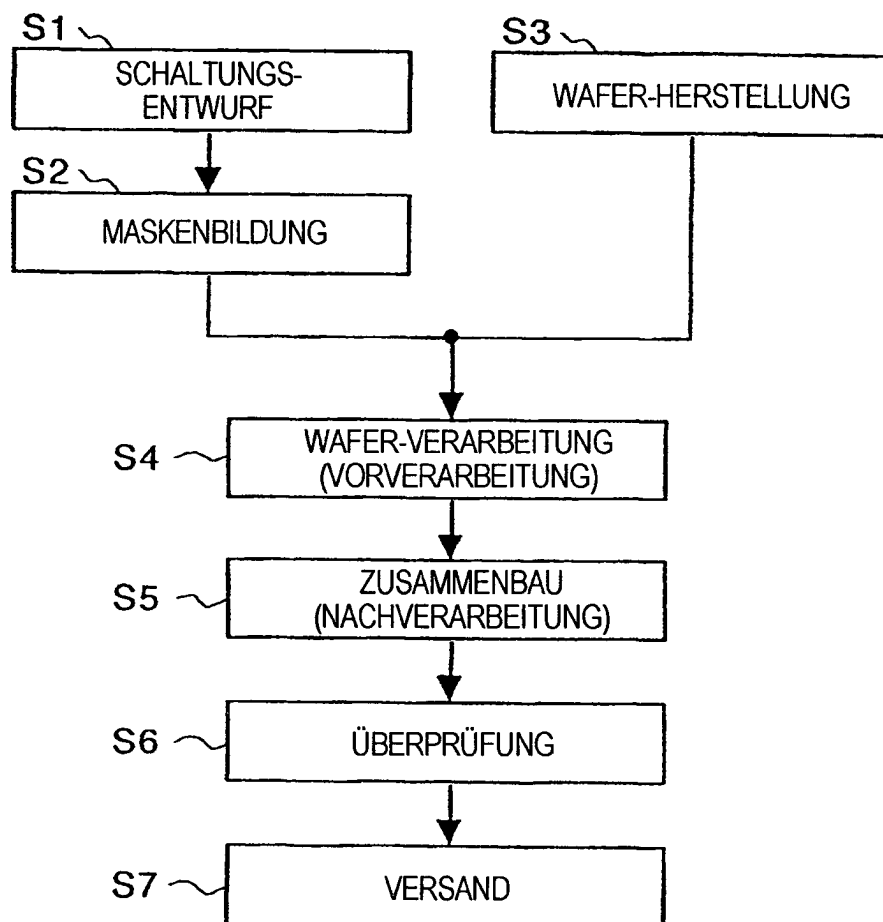 S1
SCHALTUNGS-
ENTWURF
S3
WAFER-HERSTELLUNG
S2
MASKENBILDUNG
S4
WAFER-VERARBEITUNG
(VORVERARBEITUNG)
S5
ZUSAMMENBAU
(NACHVERARBEITUNG)
S6
ÜBERPRÜFUNG
S7
VERSAND